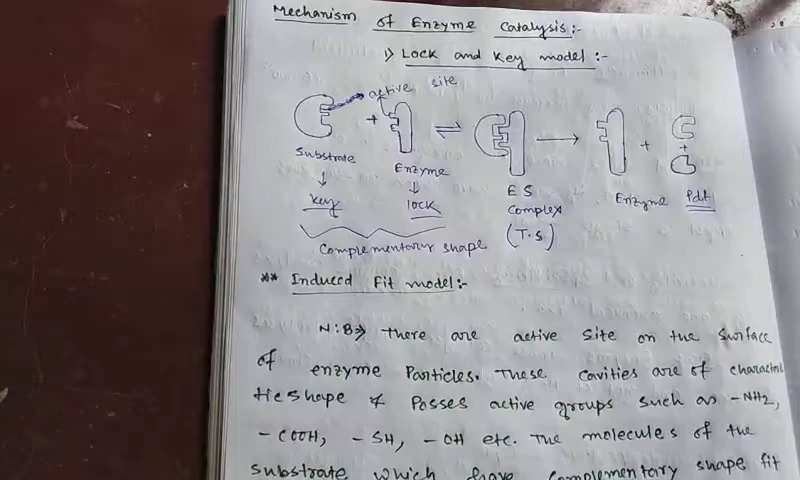 Mechanism of Enzyme Catalysis:-
1) Lock and Key model:-
active site
+ ⇌ → + +
Substrate
Enzyme
ES
Complex
(T.S)
Enzyme Pdt
↓ ↓
Key lock
Complementary shape
** Induced Fit model:-
N:B⇒ There are active site on the surface
of enzyme Particles. These cavities are of characteri
tic shape & Posses active groups such as -NH2,
-COOH, -SH, -OH etc. The molecules of the
substrate which have complementary shape fit